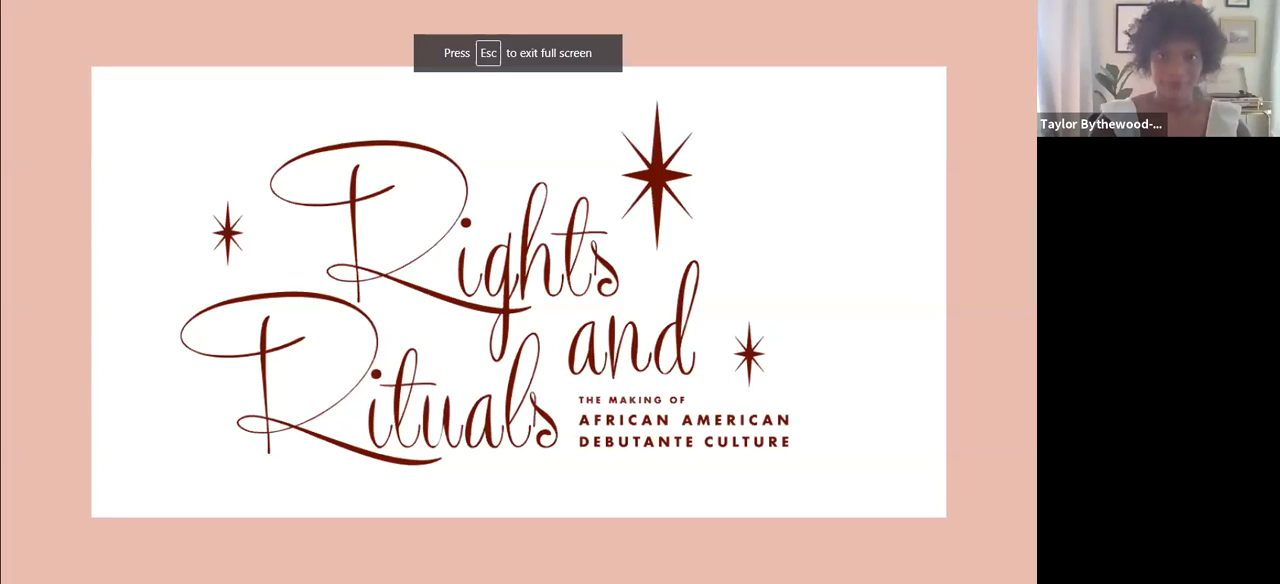 Press Esc to exit full screen
Rights
and
Rituals
THE MAKING OF
AFRICAN AMERICAN
DEBUTANTE CULTURE
Taylor Bythewood-...